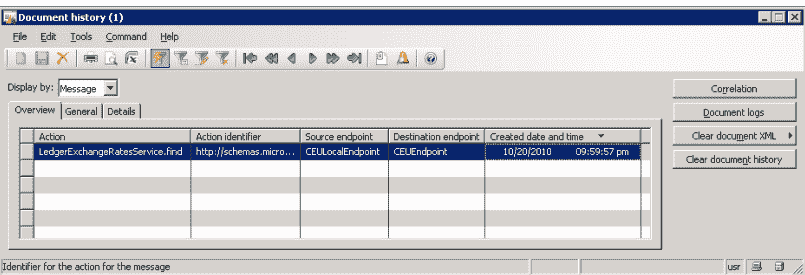 Document history (1)
File Edit Tools Command Help
Display by: Message
Correlation
Overview General Details
Document logs
Action Action identifier Source endpoint Destination endpoint Created date and time
Clear document XML
LedgerExchangeRatesService.find http://schemas.micro... CEULocalEndpoint CEUEndpoint 10/20/2010 09:59:57 pm
Clear document history
Identifier for the action for the message usr